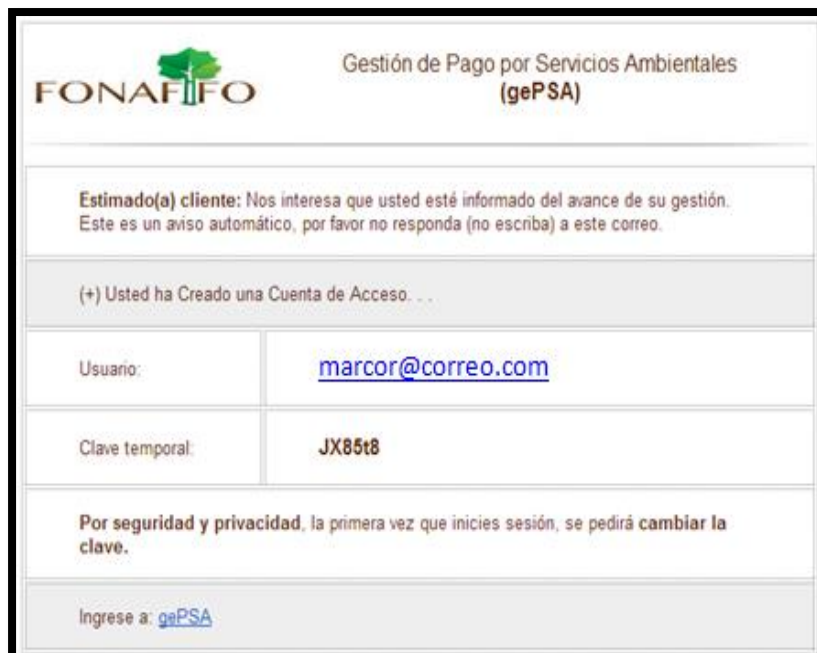 FONAFIFO
Gestión de Pago por Servicios Ambientales
(gePSA)
Estimado(a) cliente: Nos interesa que usted esté informado del avance de su gestión.
Este es un aviso automático, por favor no responda (no escriba) a este correo.
(+) Usted ha Creado una Cuenta de Acceso. . .
Usuario:
marcor@correo.com
Clave temporal:
JX85t8
Por seguridad y privacidad, la primera vez que inicies sesión, se pedirá cambiar la
clave.
Ingrese a: gePSA